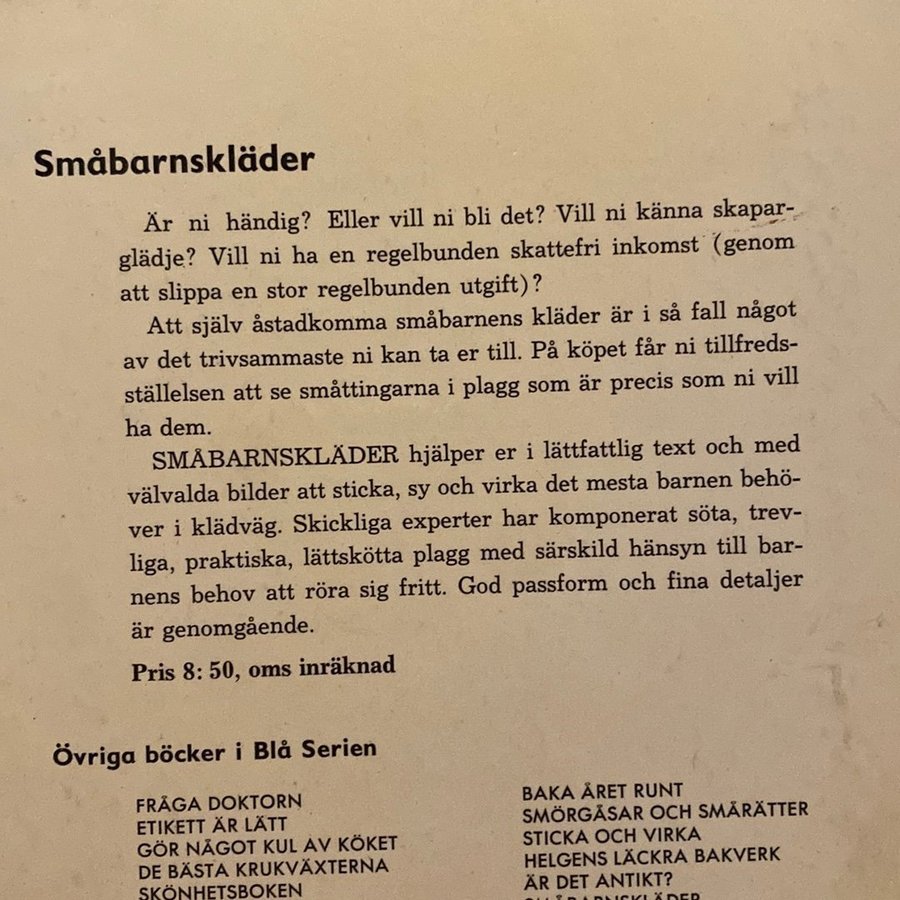 Småbarnskläder
Är ni händig? Eller vill ni bli det? Vill ni känna skapar-
glädje? Vill ni ha en regelbunden skattefri inkomst (genom
att slippa en stor regelbunden utgift)?
Att själv åstadkomma småbarnens kläder är i så fall något
av det trivsammaste ni kan ta er till. På köpet får ni tillfreds-
ställelsen att se småttingarna i plagg som är precis som ni vill
ha dem.
SMÅBARNSKLÄDER hjälper er i lättfattlig text och med
välvalda bilder att sticka, sy och virka det mesta barnen behö-
ver i klädväg. Skickliga experter har komponerat söta, trev-
liga, praktiska, lättskötta plagg med särskild hänsyn till bar-
nens behov att röra sig fritt. God passform och fina detaljer
är genomgående.
Pris 8: 50, oms inräknad
Övriga böcker i Blå Serien
FRÅGA DOKTORN
ETIKETT ÄR LÄTT
GÖR NÅGOT KUL AV KÖKET
DE BÄSTA KRUKVÄXTERNA
SKÖNHETSBOKEN
BAKA ÅRET RUNT
SMÖRGÅSAR OCH SMÅRÄTTER
STICKA OCH VIRKA
HELGENS LÄCKRA BAKVERK
ÄR DET ANTIKT?
SMÅBARNSKLÄDER